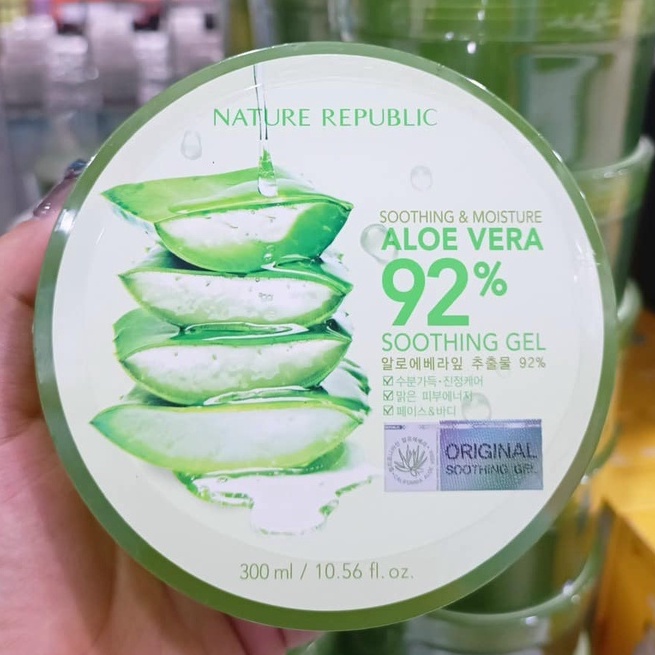 NATURE REPUBLIC
SOOTHING & MOISTURE
ALOE VERA
92%
SOOTHING GEL
알로에베라잎 추출물 92%
수분가득·진정케어
맑은 피부에너지
페이스&바디
ORIGINAL
SOOTHING GEL
300 ml / 10.56 fl. oz.